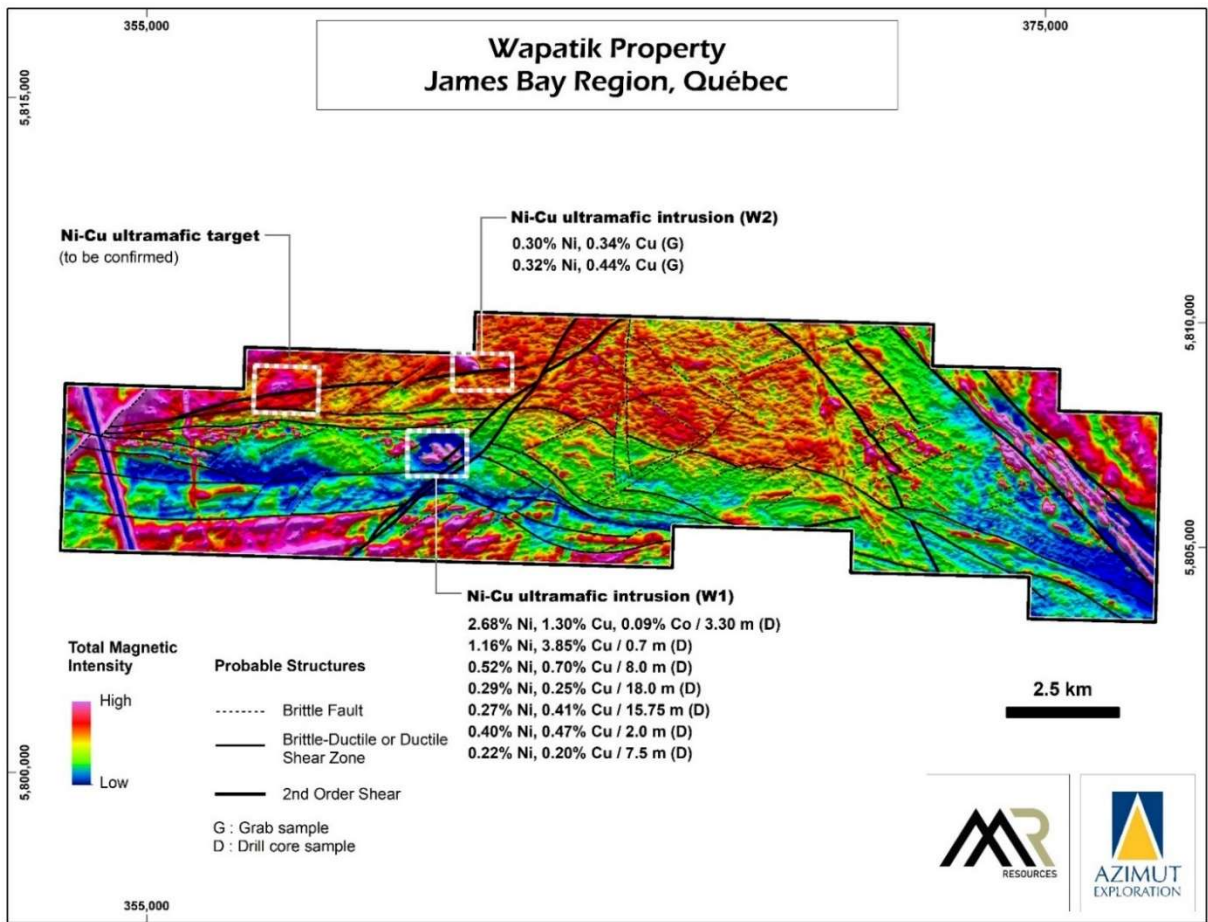 355,000
375,000
Wapatik Property
James Bay Region, Québec
5,815,000
Ni-Cu ultramafic intrusion (W2)
0.30% Ni, 0.34% Cu (G)
0.32% Ni, 0.44% Cu (G)
Ni-Cu ultramafic target
(to be confirmed)
5,810,000
5,805,000
Ni-Cu ultramafic intrusion (W1)
2.68% Ni, 1.30% Cu, 0.09% Co / 3.30 m (D)
1.16% Ni, 3.85% Cu / 0.7 m (D)
0.52% Ni, 0.70% Cu / 8.0 m (D)
0.29% Ni, 0.25% Cu / 18.0 m (D)
0.27% Ni, 0.41% Cu / 15.75 m (D)
0.40% Ni, 0.47% Cu / 2.0 m (D)
0.22% Ni, 0.20% Cu / 7.5 m (D)
Total Magnetic
Intensity
High
Low
Probable Structures
Brittle Fault
Brittle-Ductile or Ductile
Shear Zone
2nd Order Shear
G : Grab sample
D : Drill core sample
2.5 km
5,800,000
MR
RESOURCES
AZIMUT
EXPLORATION
355,000